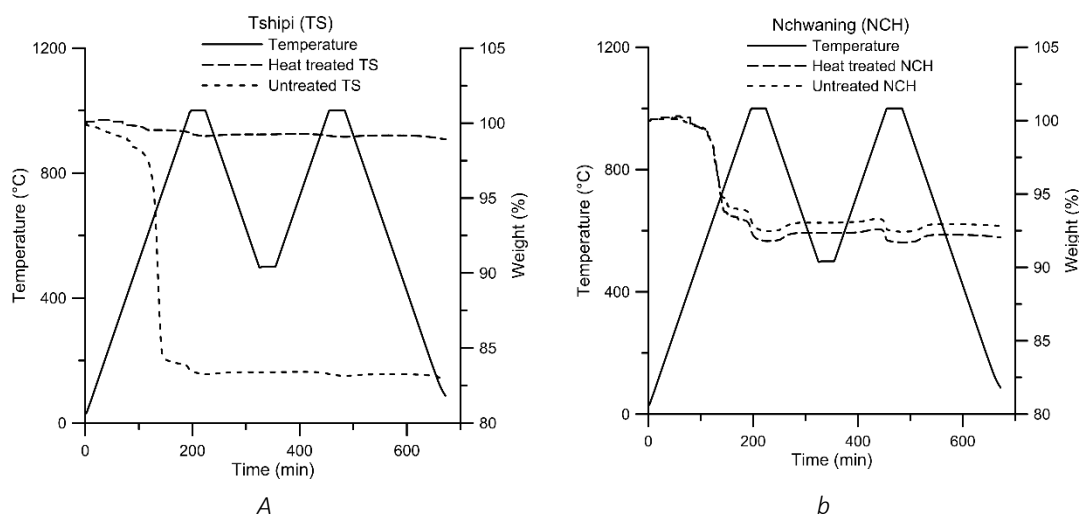 Tshipi (TS)
Temperature
Heat treated TS
Untreated TS
1200
800
400
0
Temperature (°C)
105
100
95
90
85
80
Weight (%)
0
200
400
600
Time (min)
A
Nchwaning (NCH)
Temperature
Heat treated NCH
Untreated NCH
1200
800
400
0
Temperature (°C)
105
100
95
90
85
80
Weight (%)
0
200
400
600
Time (min)
b